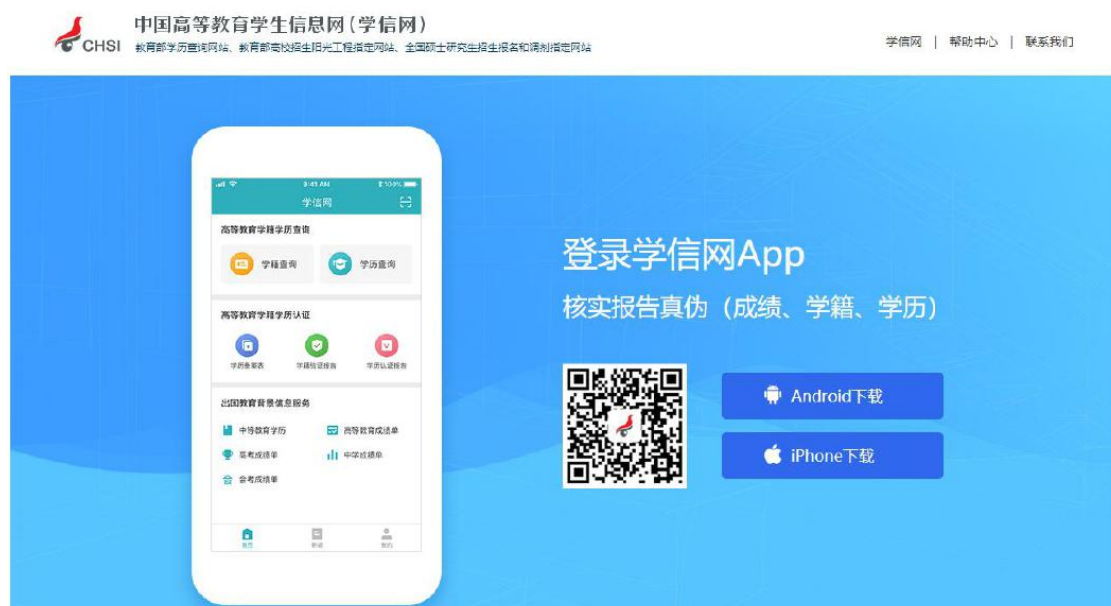 中国高等教育学生信息网(学信网)
CHSI
教育部学历查询网站、教育部高校招生阳光工程指定网站、全国硕士研究生招生报名和调剂指定网站
学信网 | 帮助中心 | 联系我们
9:41 AM 100%
学信网
高等教育学籍学历查询
学籍查询 学历查询
高等教育学籍学历认证
学历备案表 学籍验证报告 学历认证报告
出国教育背景信息服务
中等教育学历 高等教育成绩单
高考成绩单 中学成绩单
会考成绩单
首页 我的
登录学信网App
核实报告真伪(成绩、学籍、学历)
Android下载
iPhone下载